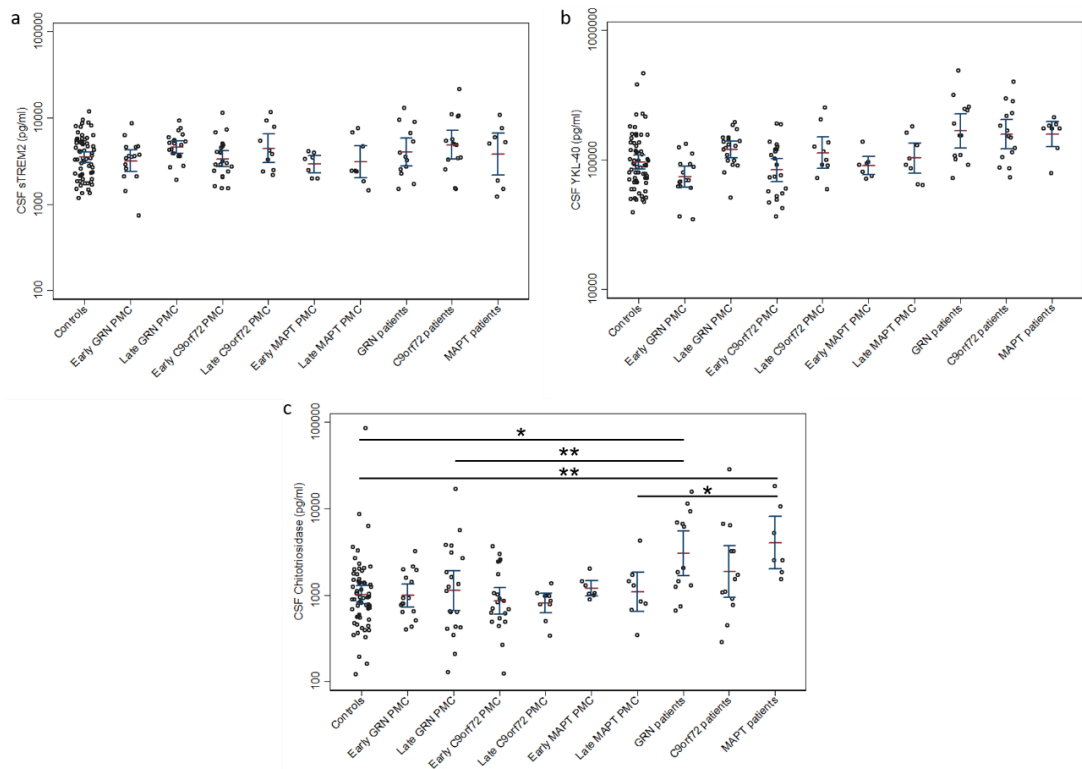 a
CSF sTREM2 (pg/ml)
100000
10000
1000
100
Controls
Early GRN PMC
Late GRN PMC
Early C9orf72 PMC
Late C9orf72 PMC
Early MAPT PMC
Late MAPT PMC
GRN patients
C9orf72 patients
MAPT patients
b
CSF YKL-40 (pg/ml)
1000000
100000
10000
Controls
Early GRN PMC
Late GRN PMC
Early C9orf72 PMC
Late C9orf72 PMC
Early MAPT PMC
Late MAPT PMC
GRN patients
C9orf72 patients
MAPT patients
c
CSF Chitotriosidase (pg/ml)
100000
10000
1000
100
*
**
**
*
Controls
Early GRN PMC
Late GRN PMC
Early C9orf72 PMC
Late C9orf72 PMC
Early MAPT PMC
Late MAPT PMC
GRN patients
C9orf72 patients
MAPT patients